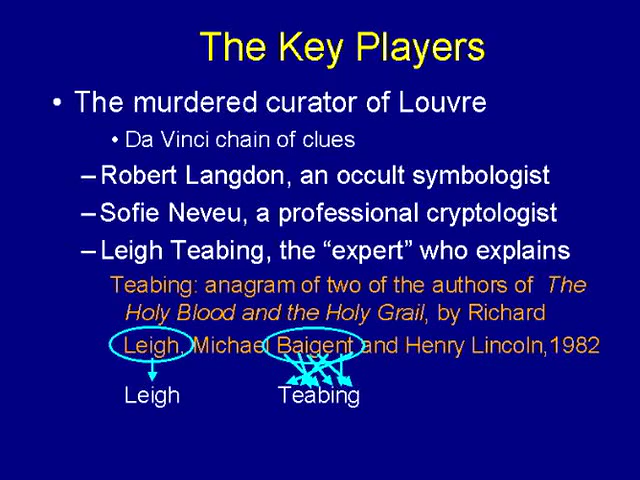 The Key Players
• The murdered curator of Louvre
• Da Vinci chain of clues
– Robert Langdon, an occult symbologist
– Sofie Neveu, a professional cryptologist
– Leigh Teabing, the “expert” who explains
Teabing: anagram of two of the authors of The
Holy Blood and the Holy Grail, by Richard
Leigh, Michael Baigent and Henry Lincoln,1982
Leigh Teabing